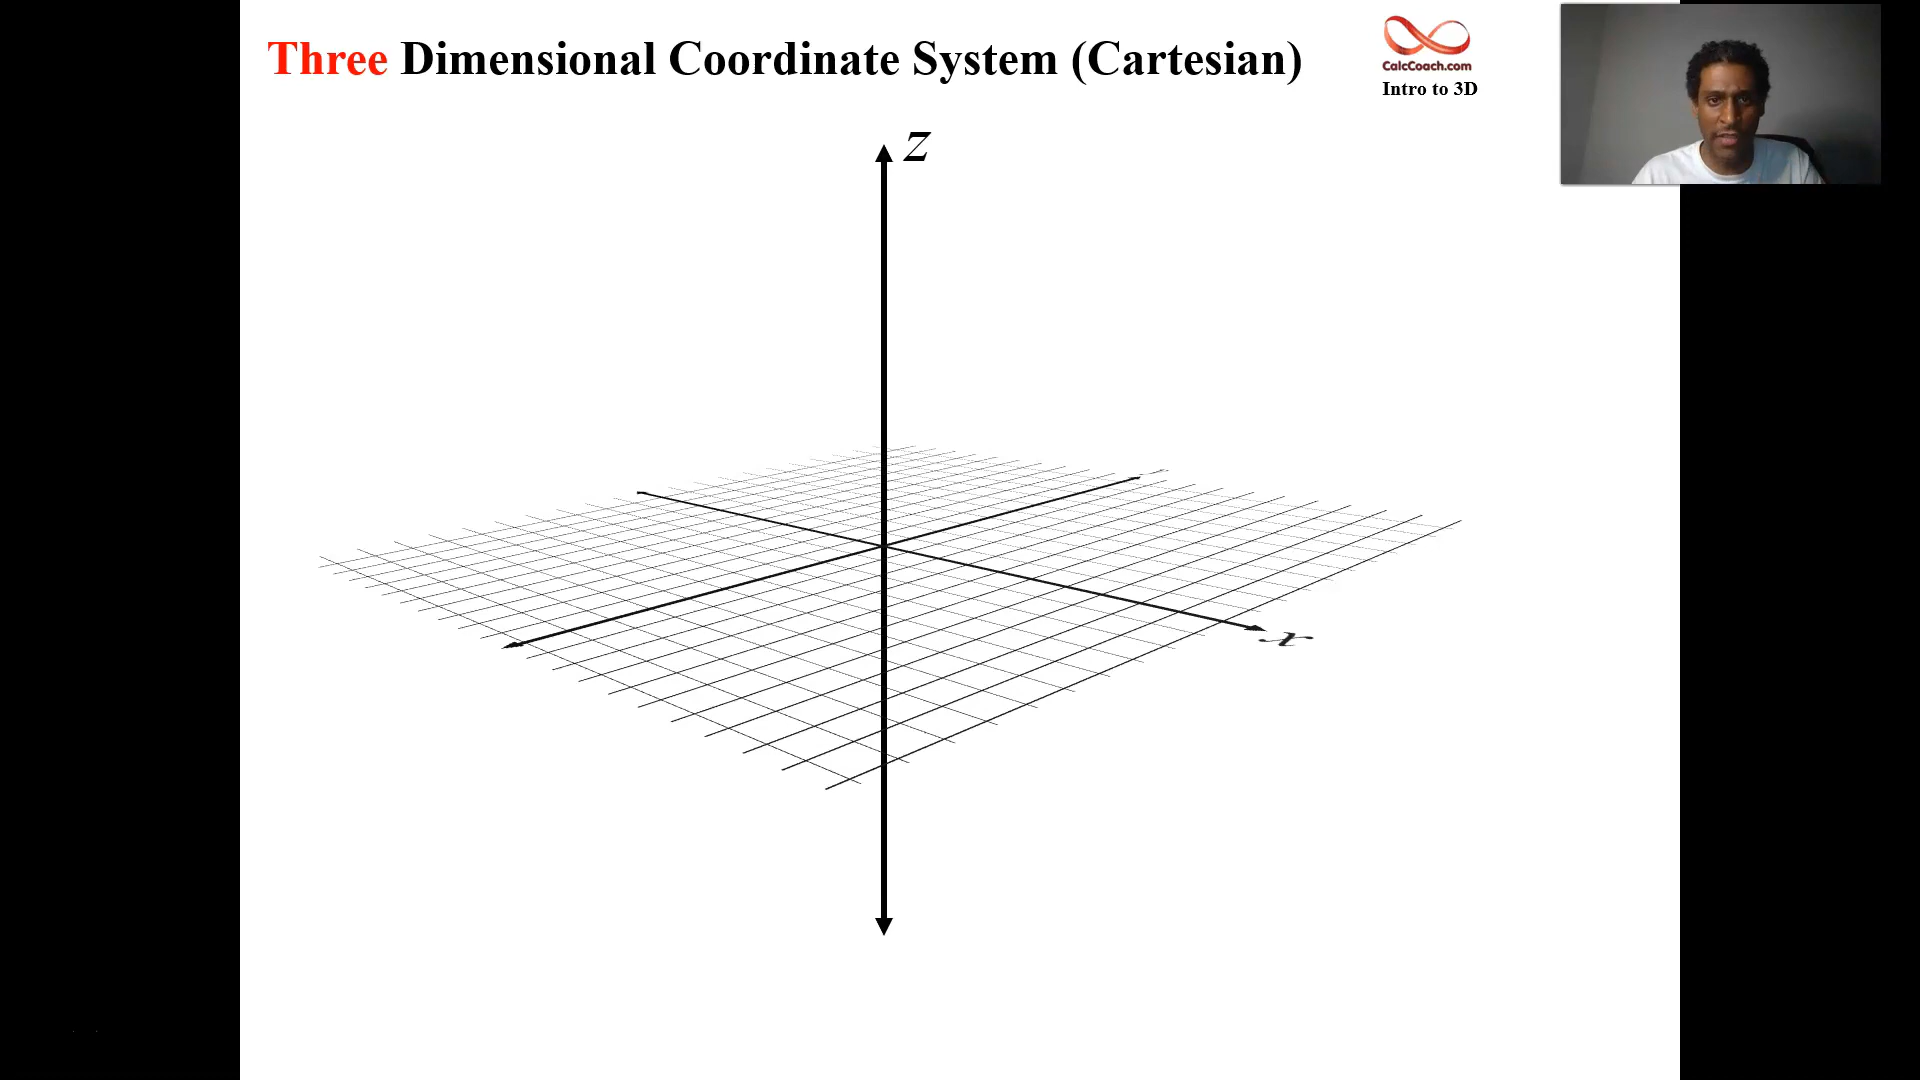 Three Dimensional Coordinate System (Cartesian)
CalcCoach.com
Intro to 3D
z
x